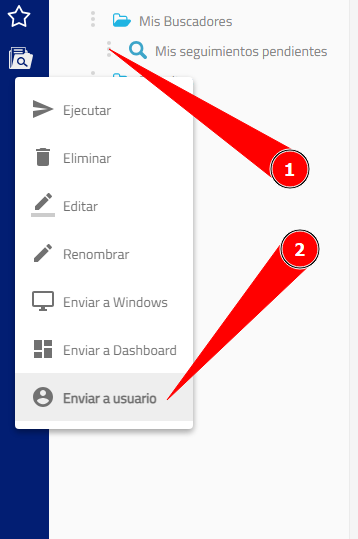 Mis Buscadores
Mis seguimientos pendientes
1
Ejecutar
Eliminar
Editar
2
Renombrar
Enviar a Windows
Enviar a Dashboard
Enviar a usuario